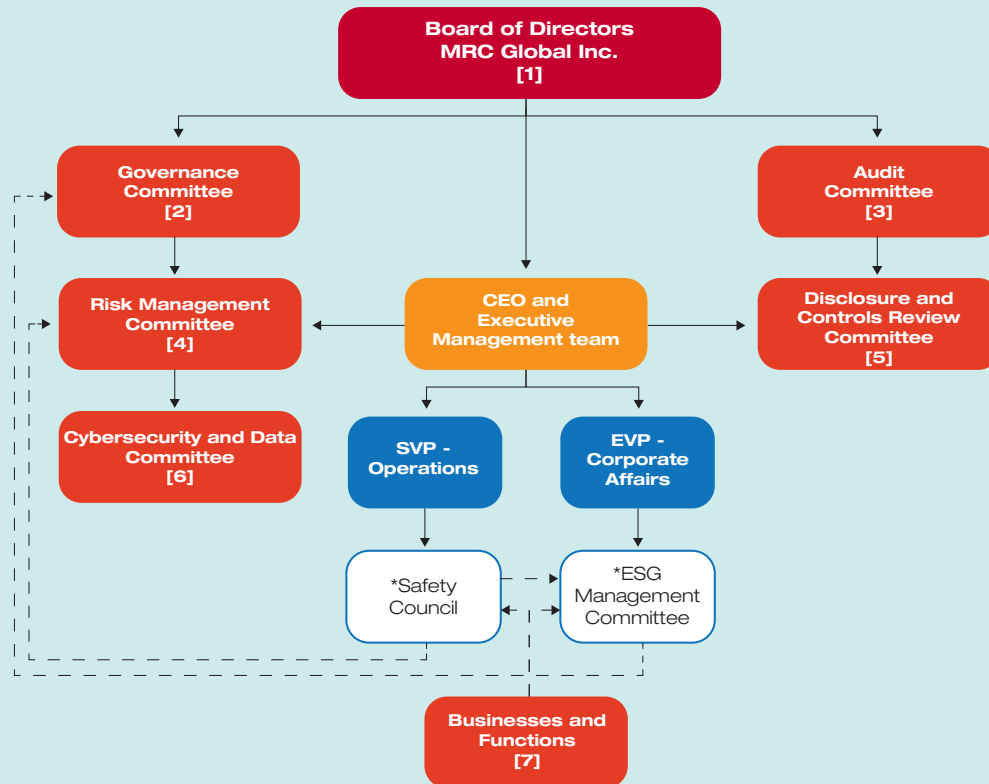 Board of Directors
MRC Global Inc.
[1]
Governance
Committee
[2]
Audit
Committee
[3]
Risk Management
Committee
[4]
CEO and
Executive
Management team
Disclosure and
Controls Review
Committee
[5]
Cybersecurity and Data
Committee
[6]
SVP -
Operations
EVP -
Corporate
Affairs
*Safety
Council
*ESG
Management
Committee
Businesses and
Functions
[7]